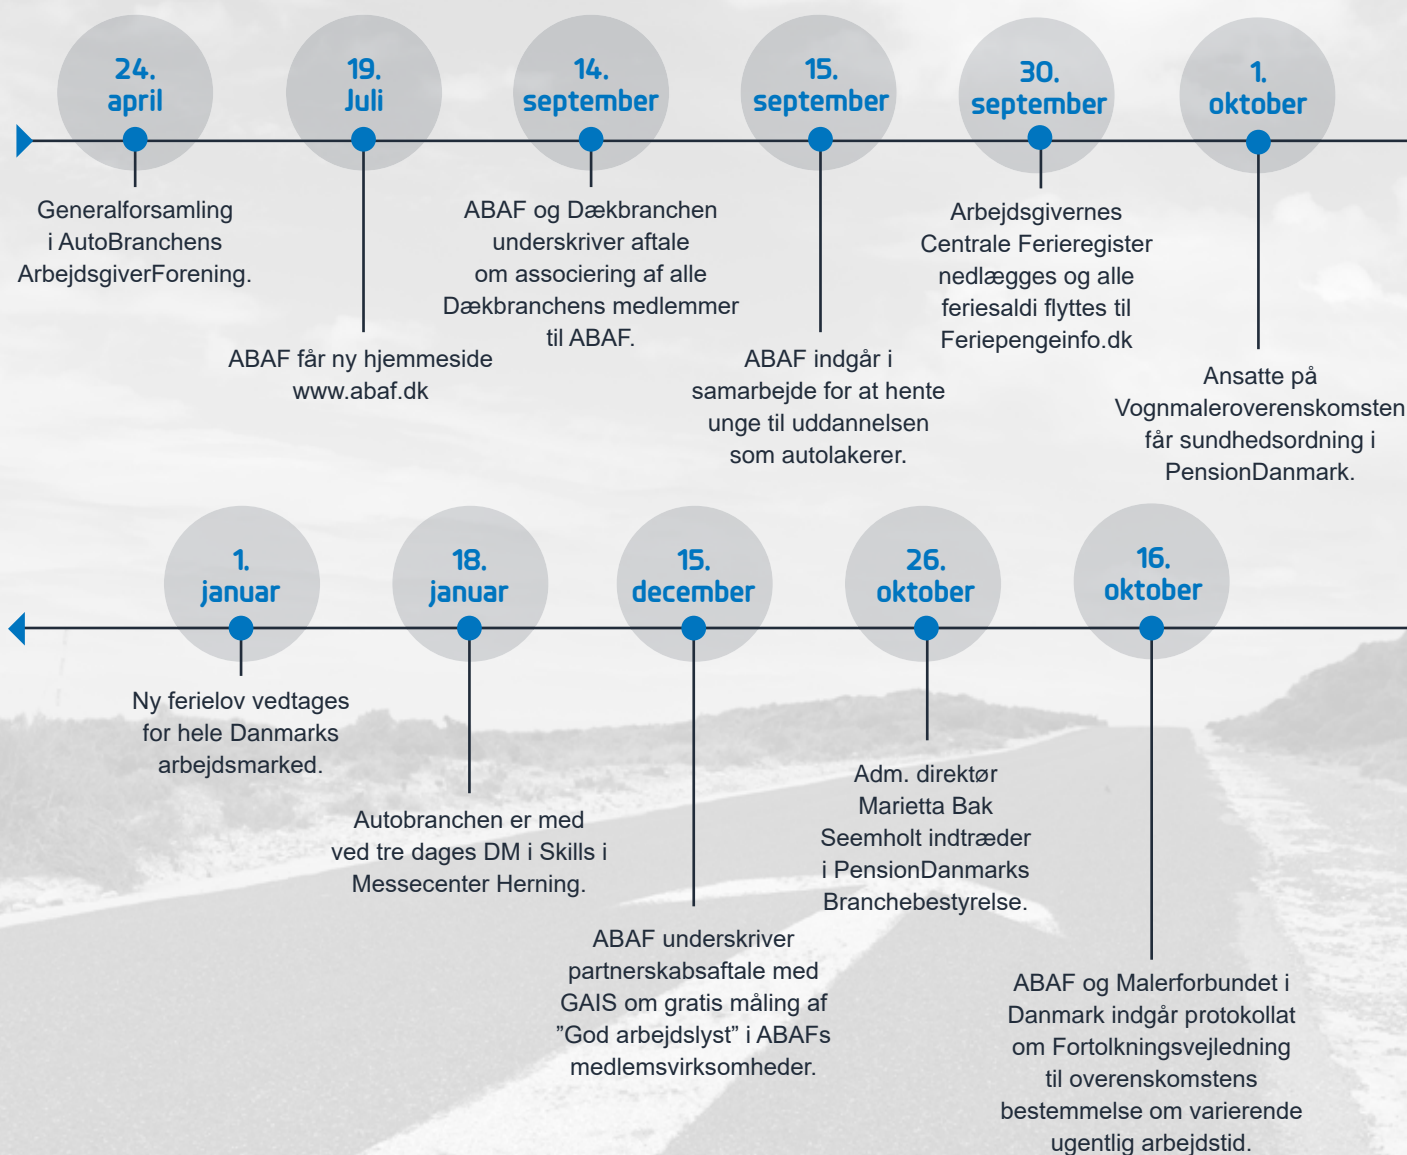 24.
april
Generalforsamling
i AutoBranchens
ArbejdsgiverForening.
19.
Juli
ABAF får ny hjemmeside
www.abaf.dk
14.
september
ABAF og Dækbranchen
underskriver aftale
om associering af alle
Dækbranchens medlemmer
til ABAF.
15.
september
ABAF indgår i
samarbejde for at hente
unge til uddannelsen
som autolakerer.
30.
september
Arbejdsgivernes
Centrale Ferieregister
nedlægges og alle
feriesaldi flyttes til
Feriepengeinfo.dk
1.
oktober
Ansatte på
Vognmaleroverenskomsten
får sundhedsordning i
PensionDanmark.
1.
januar
Ny ferielov vedtages
for hele Danmarks
arbejdsmarked.
18.
januar
Autobranchen er med
ved tre dages DM i Skills i
Messecenter Herning.
15.
december
ABAF underskriver
partnerskabsaftale med
GAIS om gratis måling af
”God arbejdslyst” i ABAFs
medlemsvirksomheder.
26.
oktober
Adm. direktør
Marietta Bak
Seemholt indtræder
i PensionDanmarks
Branchebestyrelse.
16.
oktober
ABAF og Malerforbundet i
Danmark indgår protokollat
om Fortolkningsvejledning
til overenskomstens
bestemmelse om varierende
ugentlig arbejdstid.